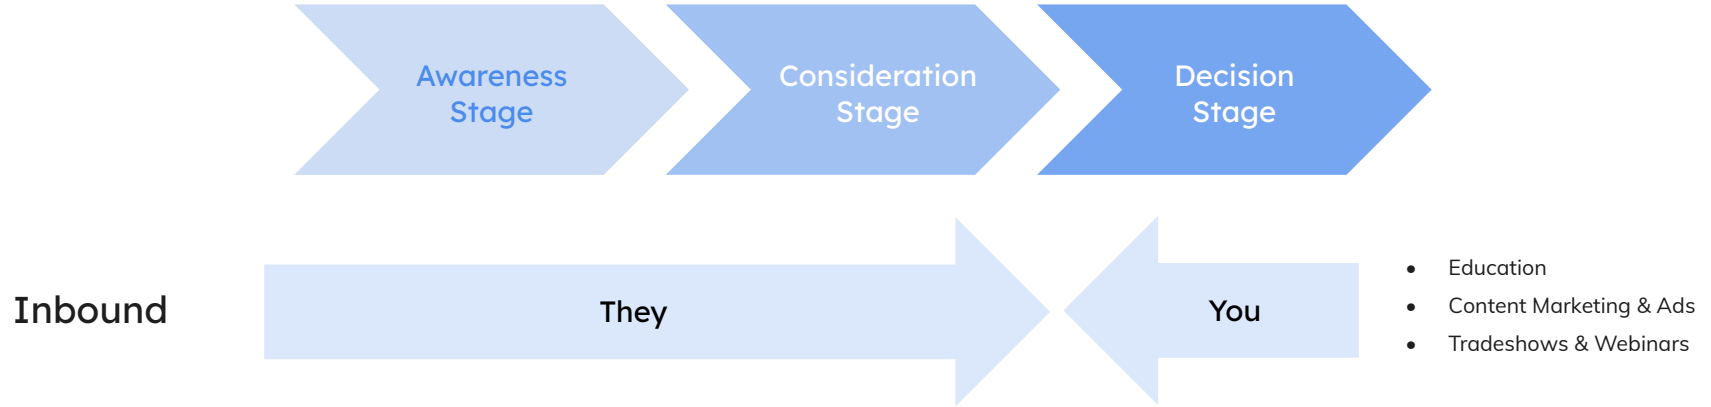 Awareness
Stage
Consideration
Stage
Decision
Stage
Inbound
They
You
• Education
• Content Marketing & Ads
• Tradeshows & Webinars